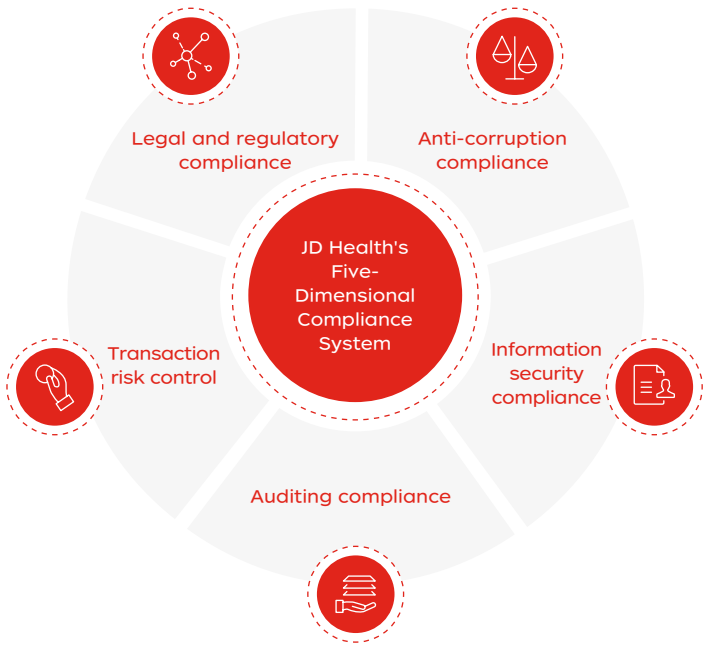 Legal and regulatory
compliance
Anti-corruption
compliance
JD Health's
Five-
Dimensional
Compliance
System
Transaction
risk control
Information
security
compliance
Auditing compliance